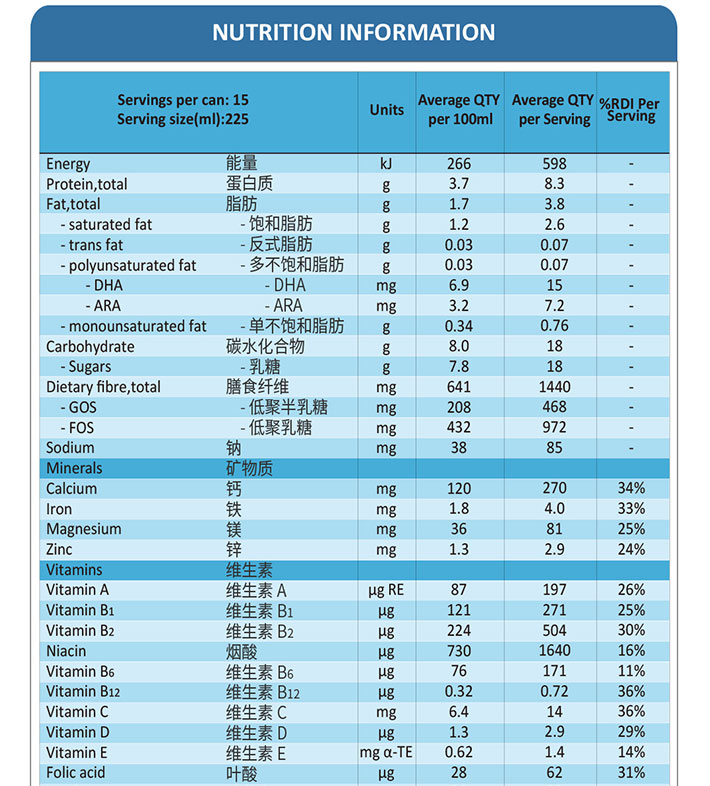 NUTRITION INFORMATION
Servings per can: 15
Serving size(ml):225
Units
Average QTY per 100ml
Average QTY per Serving
%RDI Per Serving
Energy 能量 kJ 266 598 -
Protein,total 蛋白质 g 3.7 8.3 -
Fat,total 脂肪 g 1.7 3.8 -
- saturated fat - 饱和脂肪 g 1.2 2.6 -
- trans fat - 反式脂肪 g 0.03 0.07 -
- polyunsaturated fat - 多不饱和脂肪 g 0.03 0.07 -
- DHA - DHA mg 6.9 15 -
- ARA - ARA mg 3.2 7.2 -
- monounsaturated fat - 单不饱和脂肪 g 0.34 0.76 -
Carbohydrate 碳水化合物 g 8.0 18 -
- Sugars - 乳糖 g 7.8 18 -
Dietary fibre,total 膳食纤维 mg 641 1440 -
- GOS - 低聚半乳糖 mg 208 468 -
- FOS - 低聚乳糖 mg 432 972 -
Sodium 钠 mg 38 85 -
Minerals 矿物质
Calcium 钙 mg 120 270 34%
Iron 铁 mg 1.8 4.0 33%
Magnesium 镁 mg 36 81 25%
Zinc 锌 mg 1.3 2.9 24%
Vitamins 维生素
Vitamin A 维生素 A µg RE 87 197 26%
Vitamin B1 维生素 B1 µg 121 271 25%
Vitamin B2 维生素 B2 µg 224 504 30%
Niacin 烟酸 µg 730 1640 16%
Vitamin B6 维生素 B6 µg 76 171 11%
Vitamin B12 维生素 B12 µg 0.32 0.72 36%
Vitamin C 维生素 C mg 6.4 14 36%
Vitamin D 维生素 D µg 1.3 2.9 29%
Vitamin E 维生素 E mg α-TE 0.62 1.4 14%
Folic acid 叶酸 µg 28 62 31%